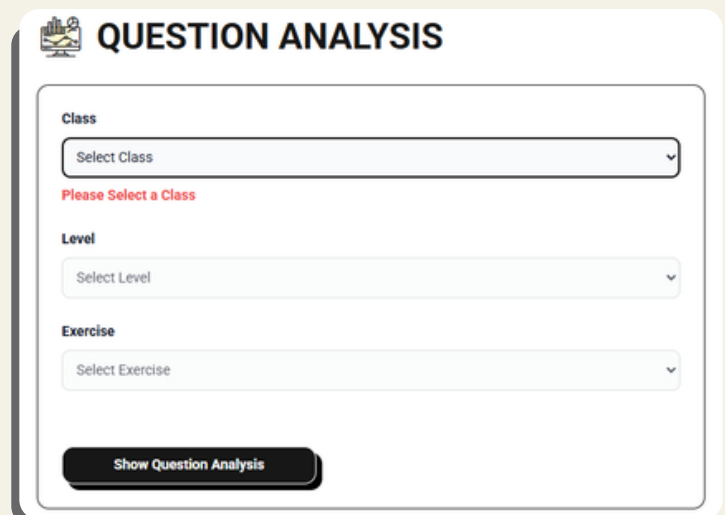 QUESTION ANALYSIS
Class
Select Class
Please Select a Class
Level
Select Level
Exercise
Select Exercise
Show Question Analysis